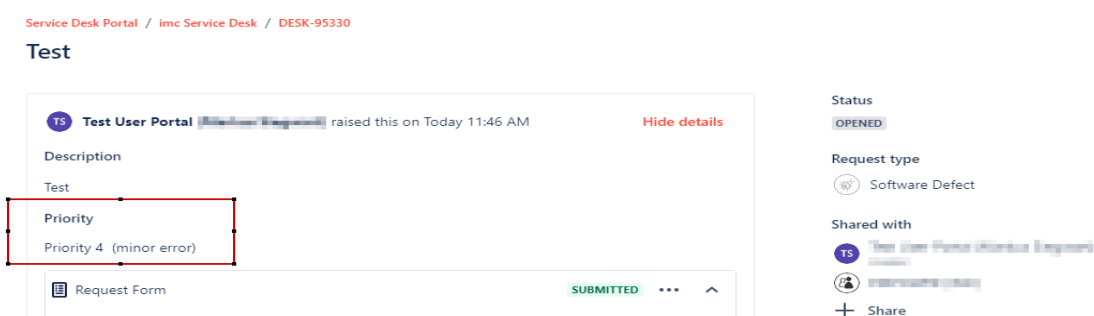 Service Desk Portal / imc Service Desk / DESK-95330
Test
TS Test User Portal raised this on Today 11:46 AM Hide details
Description
Test
Priority
Priority 4 (minor error)
Request Form SUBMITTED
Status
OPENED
Request type
Software Defect
Shared with
TS
Share